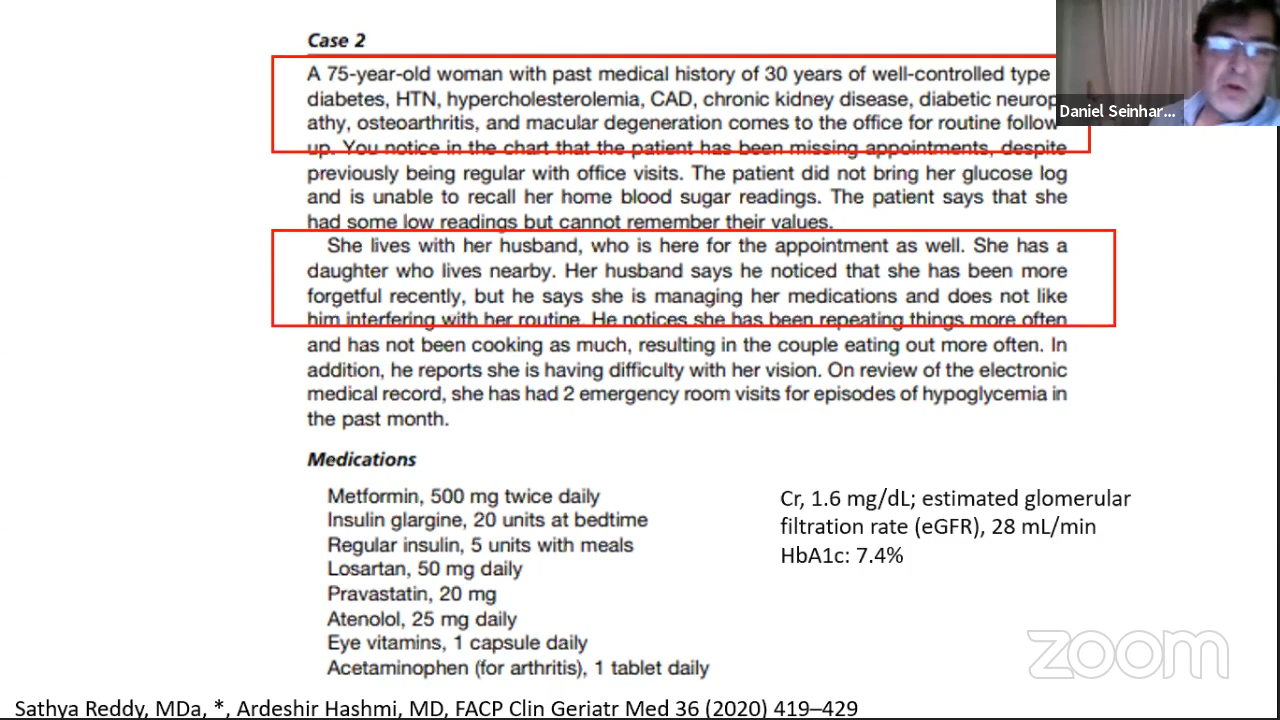 Case 2
A 75-year-old woman with past medical history of 30 years of well-controlled type
diabetes, HTN, hypercholesterolemia, CAD, chronic kidney disease, diabetic neurop
athy, osteoarthritis, and macular degeneration comes to the office for routine follow-
up. You notice in the chart that the patient has been missing appointments, despite
previously being regular with office visits. The patient did not bring her glucose log
and is unable to recall her home blood sugar readings. The patient says that she
had some low readings but cannot remember their values.
She lives with her husband, who is here for the appointment as well. She has a
daughter who lives nearby. Her husband says he noticed that she has been more
forgetful recently, but he says she is managing her medications and does not like
him interfering with her routine. He notices she has been repeating things more often
and has not been cooking as much, resulting in the couple eating out more often. In
addition, he reports she is having difficulty with her vision. On review of the electronic
medical record, she has had 2 emergency room visits for episodes of hypoglycemia in
the past month.
Medications
Metformin, 500 mg twice daily
Insulin glargine, 20 units at bedtime
Regular insulin, 5 units with meals
Losartan, 50 mg daily
Pravastatin, 20 mg
Atenolol, 25 mg daily
Eye vitamins, 1 capsule daily
Acetaminophen (for arthritis), 1 tablet daily
Cr, 1.6 mg/dL; estimated glomerular
filtration rate (eGFR), 28 mL/min
HbA1c: 7.4%
Daniel Seinhar...
zoom
Sathya Reddy, MDa, *, Ardeshir Hashmi, MD, FACP Clin Geriatr Med 36 (2020) 419–429